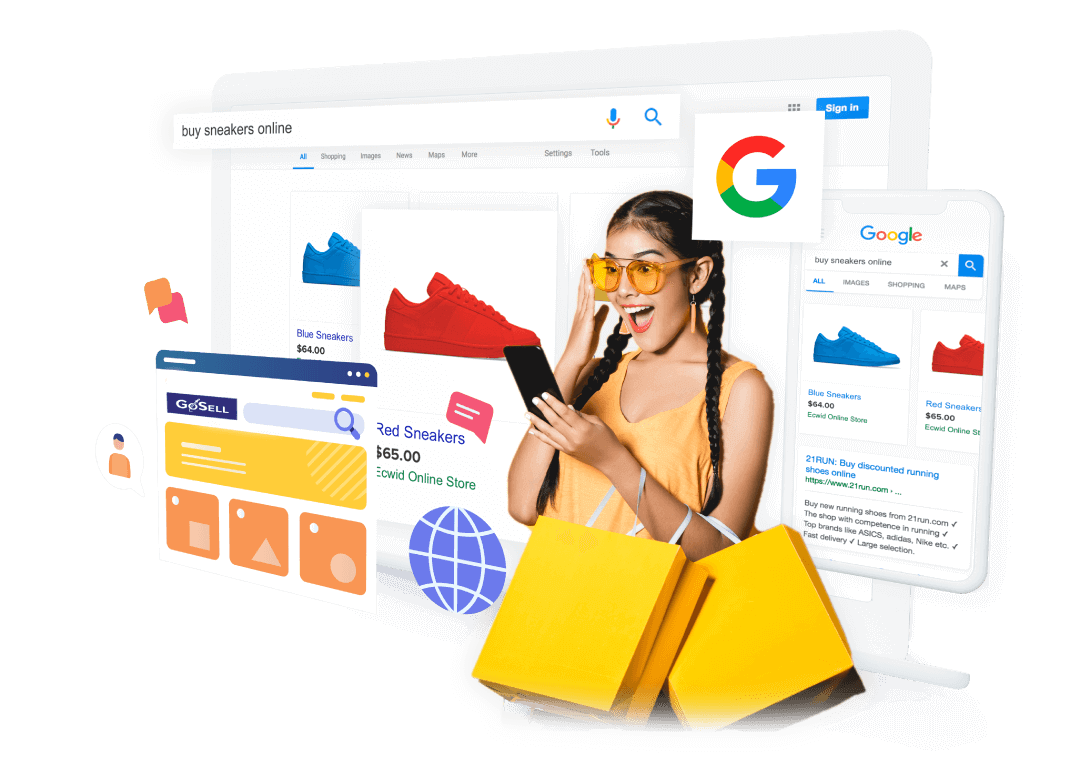 buy sneakers online
Sign in
All Shopping Images News Maps More Settings Tools
G
Blue Sneakers
$64.00
Red Sneakers
$65.00
Ecwid Online Store
GoSELL
Google
buy sneakers online
ALL IMAGES SHOPPING MAPS
Blue Sneakers
$64.00
Ecwid Online Store
Red Sneakers
$65.00
Ecwid Online St
21RUN: Buy discounted running
shoes online
https://www.21run.com › ...
Buy new running shoes from 21run.com ✓
The shop with competence in running ✓
Top brands like ASICS, adidas, Nike etc. ✓
Fast delivery ✓ Large selection.